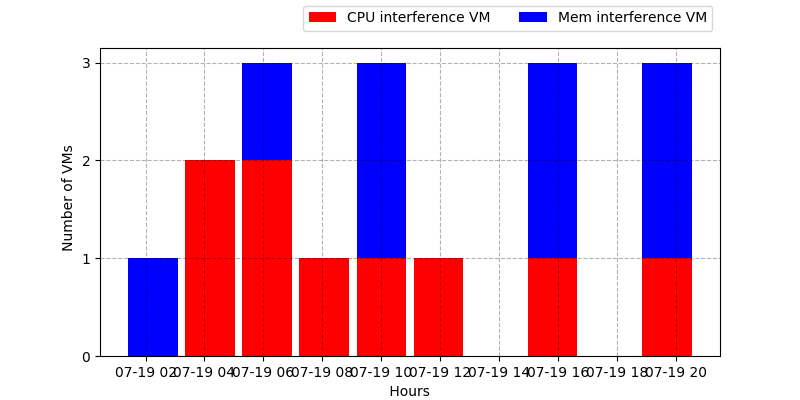 CPU interference VM Mem interference VM
3
2
1
0
Number of VMs
07-19 02 07-19 04 07-19 06 07-19 08 07-19 10 07-19 12 07-19 14 07-19 16 07-19 18 07-19 20
Hours